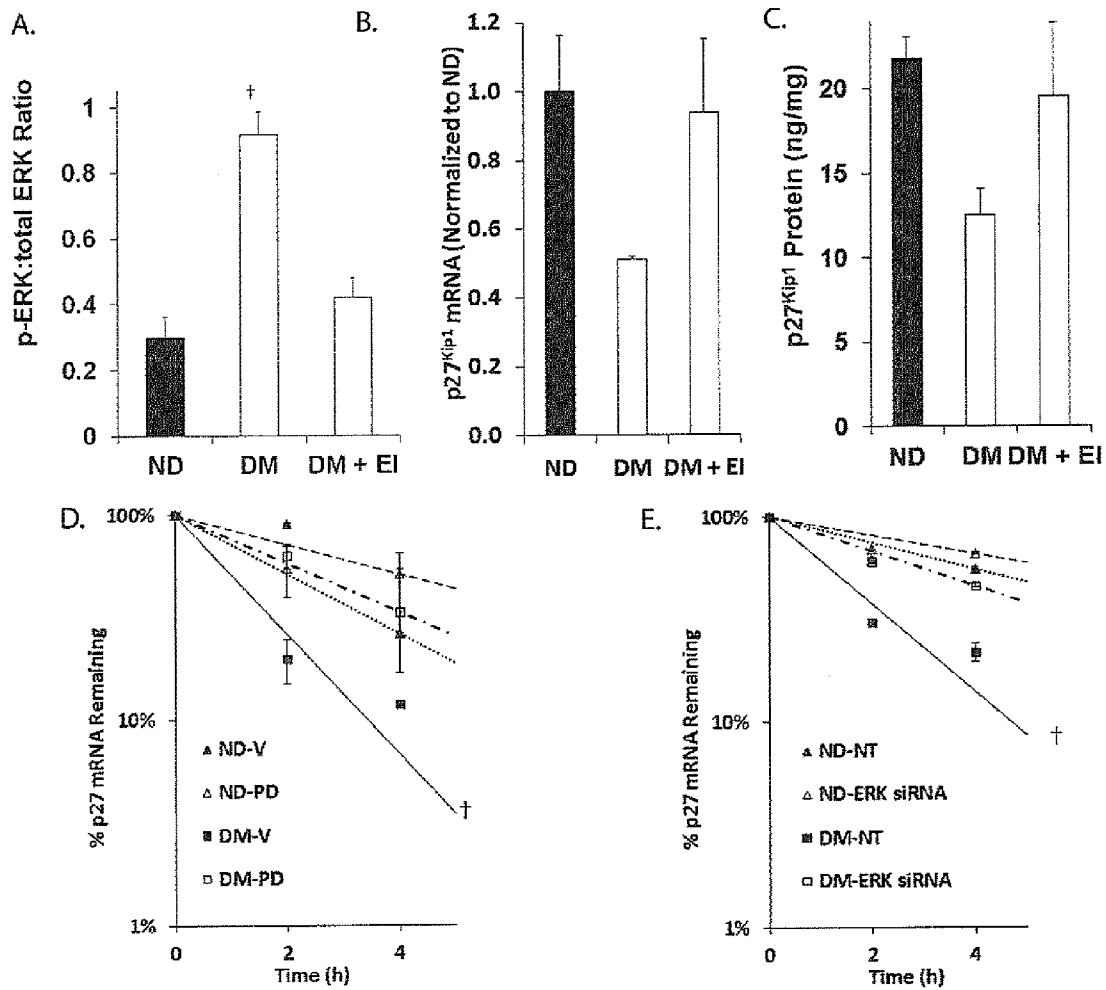 A.
p-ERK:total ERK Ratio
1
0.8
0.6
0.4
0.2
0
‡
ND
DM
DM + EI
B.
p27Kip1 mRNA (Normalized to ND)
1.2
1.0
0.8
0.6
0.4
0.2
0.0
ND
DM
DM + EI
C.
p27Kip1 Protein (ng/mg)
20
15
10
5
0
ND
DM
DM + EI
D.
% p27 mRNA Remaining
100%
10%
1%
ND-V
ND-PD
DM-V
DM-PD
†
0
2
4
Time (h)
E.
% p27 mRNA Remaining
100%
10%
1%
ND-NT
ND-ERK siRNA
DM-NT
DM-ERK siRNA
†
0
2
4
Time (h)